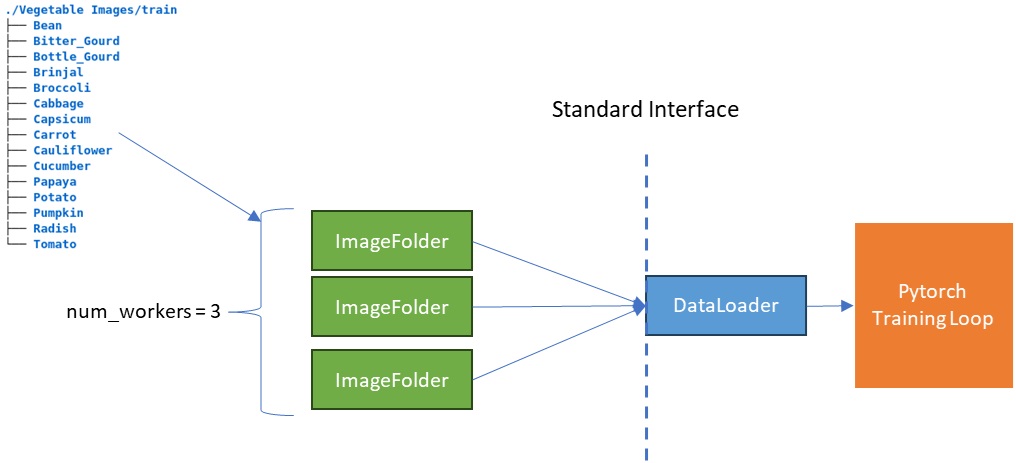 ./Vegetable Images/train
Bean
Bitter_Gourd
Bottle_Gourd
Brinjal
Broccoli
Cabbage
Capsicum
Carrot
Cauliflower
Cucumber
Papaya
Potato
Pumpkin
Radish
Tomato
Standard Interface
num_workers = 3
ImageFolder
ImageFolder
ImageFolder
DataLoader
Pytorch
Training Loop